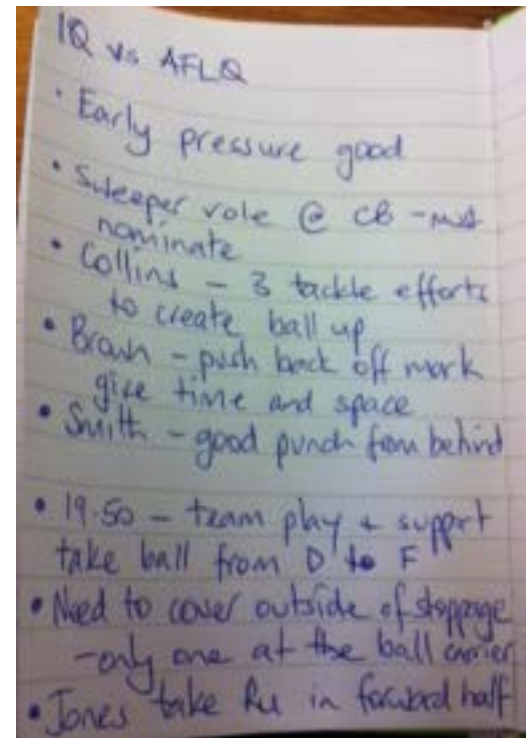 IQ vs AFLQ
• Early pressure good
• Sweeper role @ CB - must
nominate
• Collins - 3 tackle efforts
to create ball up
• Brown - push back off mark
give time and space
• Smith - good punch from behind
• 19.50 - team play + support
take ball from D to F
• Need to cover outside of stoppage
- only one at the ball carrier
• Jones take Ru in forward half